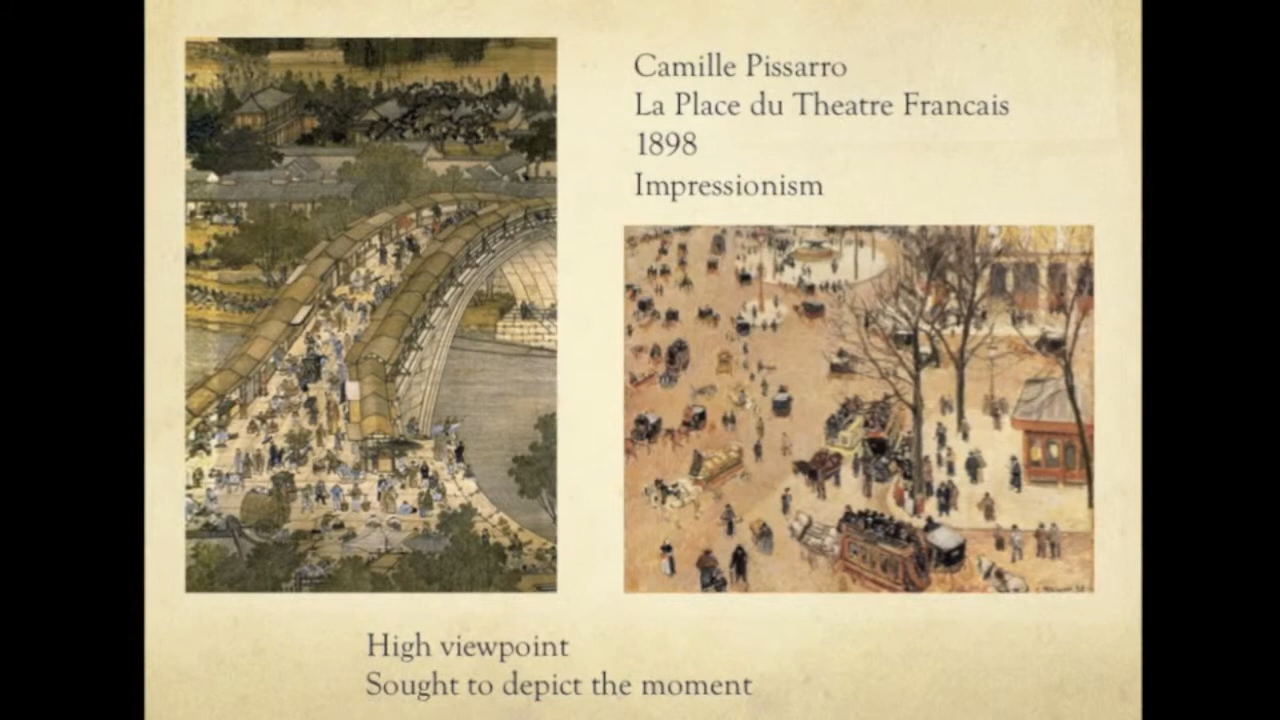 Camille Pissarro
La Place du Theatre Francais
1898
Impressionism
High viewpoint
Sought to depict the moment